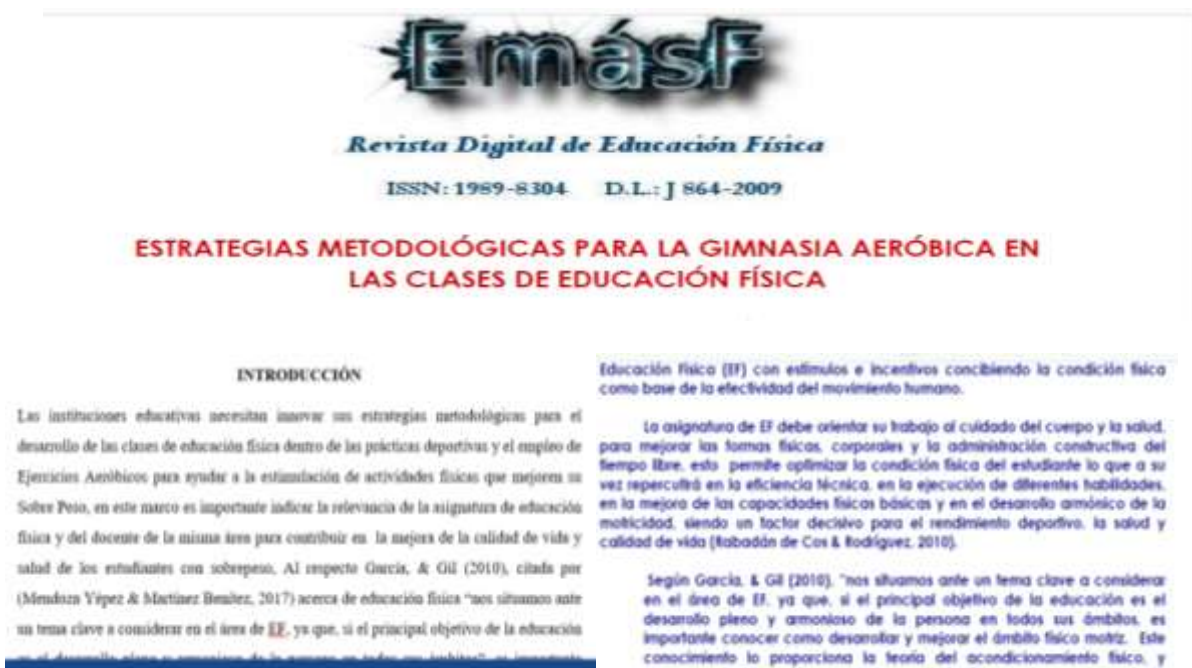 EmásF
Revista Digital de Educación Física
ISSN: 1989-8304 D.L.: J 864-2009
ESTRATEGIAS METODOLÓGICAS PARA LA GIMNASIA AERÓBICA EN
LAS CLASES DE EDUCACIÓN FÍSICA
INTRODUCCIÓN
Las instituciones educativas necesitan innovar sus estrategias metodológicas para el
desarrollo de las clases de educación física dentro de las prácticas deportivas y el empleo de
Ejercicios Aeróbicos para ayudar a la estimulación de actividades físicas que mejoren su
Sobre Peso, en este marco es importante indicar la relevancia de la asignatura de educación
física y del docente de la misma área para contribuir en la mejora de la calidad de vida y
salud de los estudiantes con sobrepeso, Al respecto García, & Gil (2010), citada por
(Mendoza Yépez & Martínez Benítez, 2017) acerca de educación física "nos situamos ante
un tema clave a considerar en el área de EF, ya que, si el principal objetivo de la educación
Educación Física (EF) con estímulos e incentivos concibiendo la condición física
como base de la efectividad del movimiento humano.
La asignatura de EF debe orientar su trabajo al cuidado del cuerpo y la salud,
para mejorar las formas físicas, corporales y la administración constructiva del
tiempo libre, esto permite optimizar la condición física del estudiante lo que a su
vez repercutirá en la eficiencia técnica, en la ejecución de diferentes habilidades,
en la mejora de las capacidades físicas básicas y en el desarrollo armónico de la
motricidad, siendo un factor decisivo para el rendimiento deportivo, la salud y
calidad de vida (Rabadán de Cos & Rodríguez, 2010).
Según García, & Gil (2010), "nos situamos ante un tema clave a considerar
en el área de EF, ya que, si el principal objetivo de la educación es el
desarrollo pleno y armonioso de la persona en todos sus ámbitos, es
importante conocer como desarrollar y mejorar el ámbito físico motriz. Este
conocimiento lo proporciona la teoría del acondicionamiento físico, y